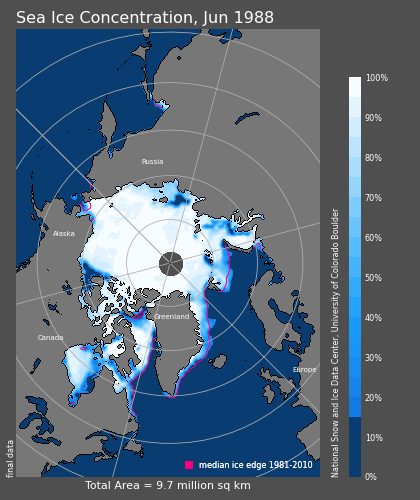 Sea Ice Concentration, Jun 1988
Russia
Alaska
Greenland
Canada
Europe
median ice edge 1981-2010
final data
Total Area = 9.7 million sq km
100%
90%
80%
70%
60%
50%
40%
30%
20%
10%
0%
National Snow and Ice Data Center, University of Colorado Boulder